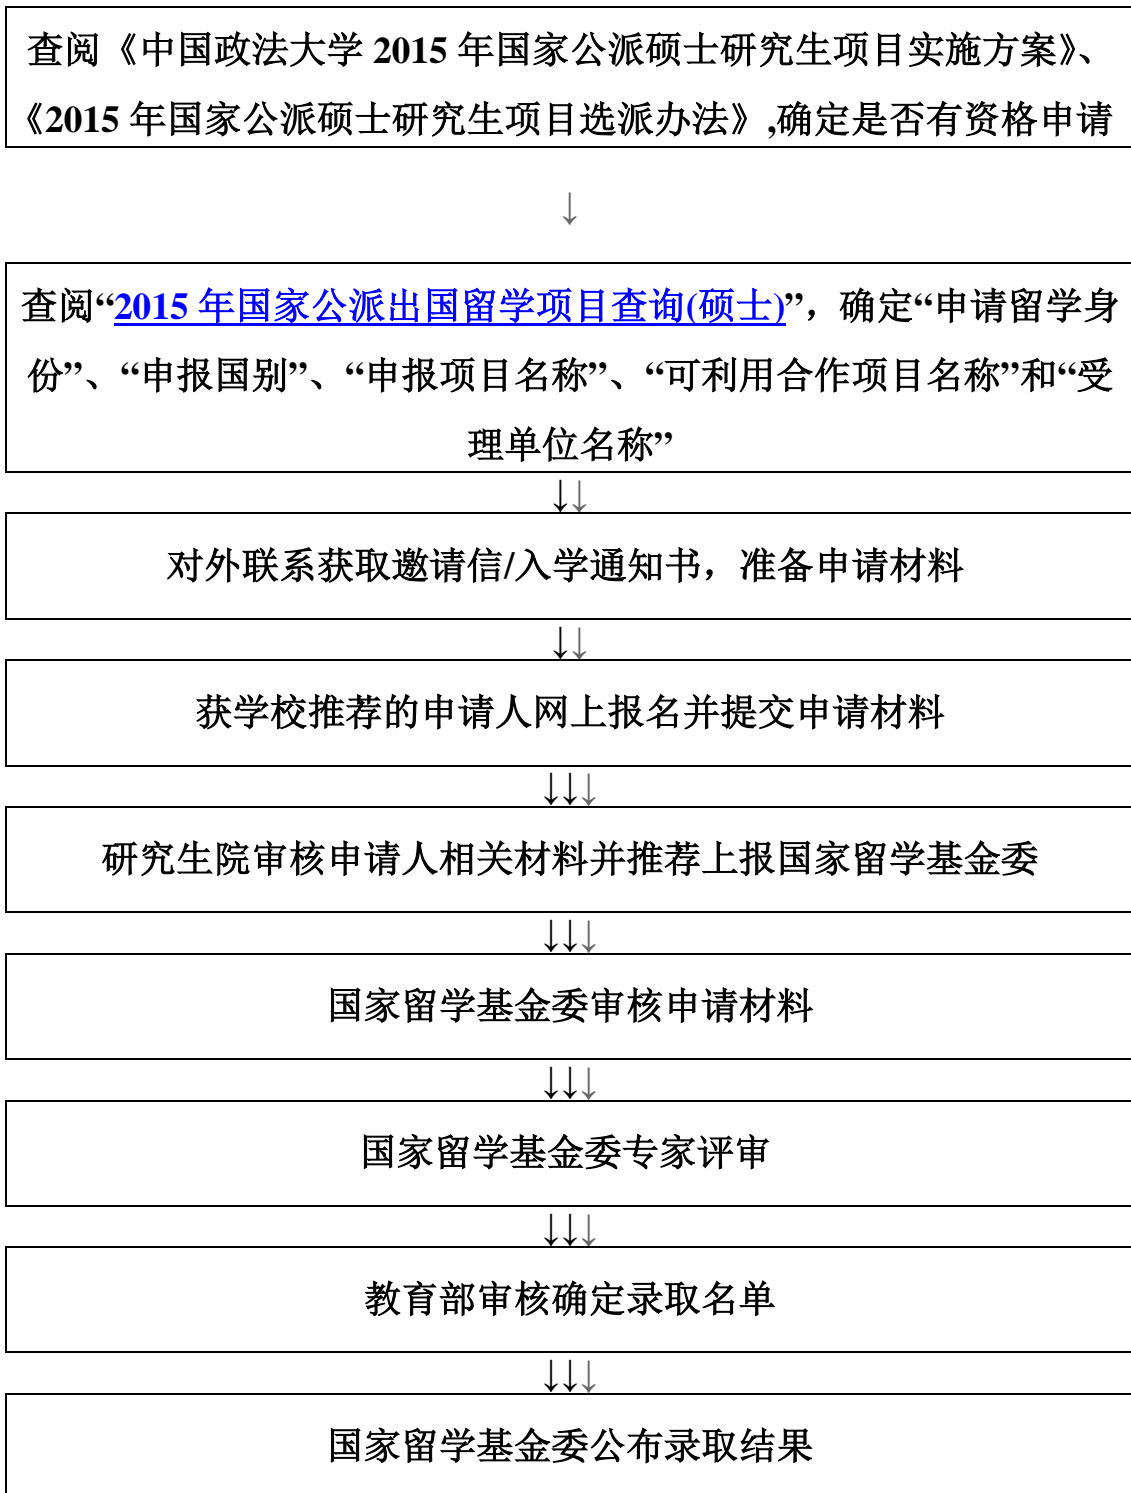 查阅《中国政法大学 2015 年国家公派硕士研究生项目实施方案》、
《2015 年国家公派硕士研究生项目选派办法》,确定是否有资格申请
↓
查阅“2015 年国家公派出国留学项目查询(硕士)”，确定“申请留学身
份”、“申报国别”、“申报项目名称”、“可利用合作项目名称”和“受
理单位名称”
↓↓
对外联系获取邀请信/入学通知书，准备申请材料
↓↓
获学校推荐的申请人网上报名并提交申请材料
↓↓↓
研究生院审核申请人相关材料并推荐上报国家留学基金委
↓↓↓
国家留学基金委审核申请材料
↓↓↓
国家留学基金委专家评审
↓↓↓
教育部审核确定录取名单
↓↓↓
国家留学基金委公布录取结果